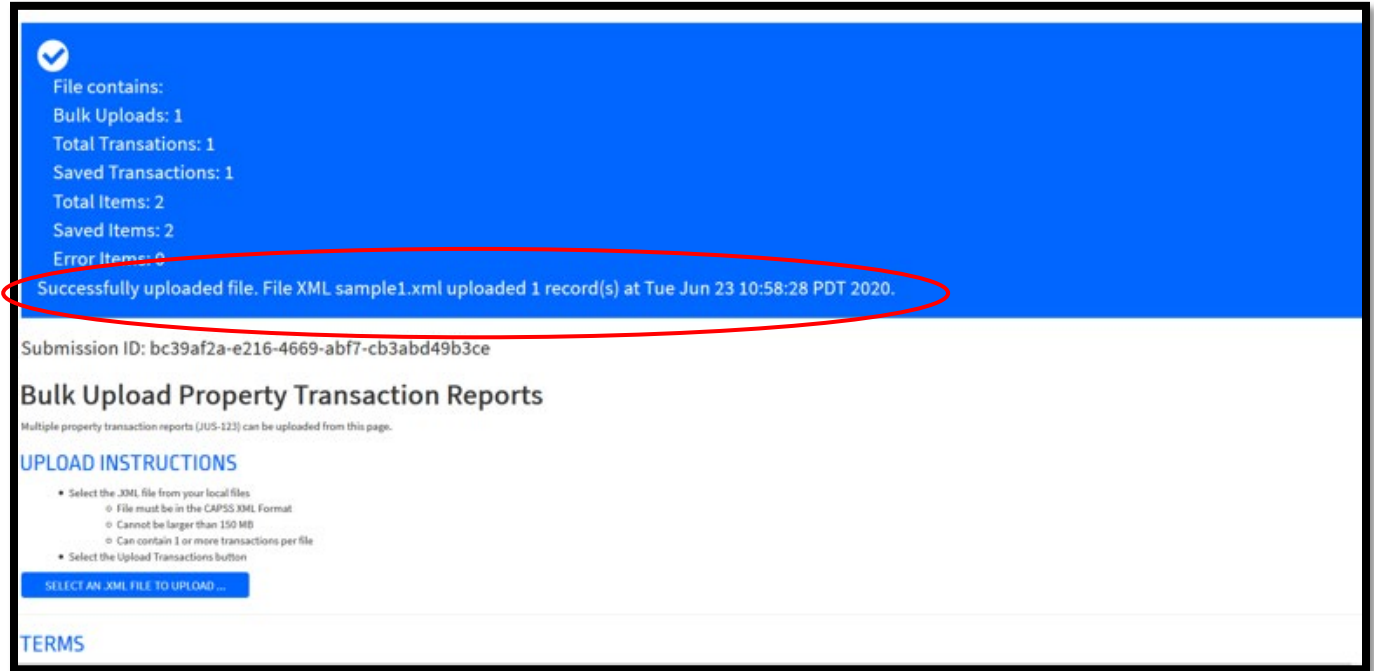 File contains:
Bulk Uploads: 1
Total Transations: 1
Saved Transactions: 1
Total Items: 2
Saved Items: 2
Error Items: 0
Successfully uploaded file. File XML sample1.xml uploaded 1 record(s) at Tue Jun 23 10:58:28 PDT 2020.
Submission ID: bc39af2a-e216-4669-abf7-cb3abd49b3ce
Bulk Upload Property Transaction Reports
Multiple property transaction reports (JUS-123) can be uploaded from this page.
UPLOAD INSTRUCTIONS
Select the .XML file from your local files
File must be in the CAPSS XML Format
Cannot be larger than 150 MB
Can contain 1 or more transactions per file
Select the Upload Transactions button
SELECT AN .XML FILE TO UPLOAD ...
TERMS